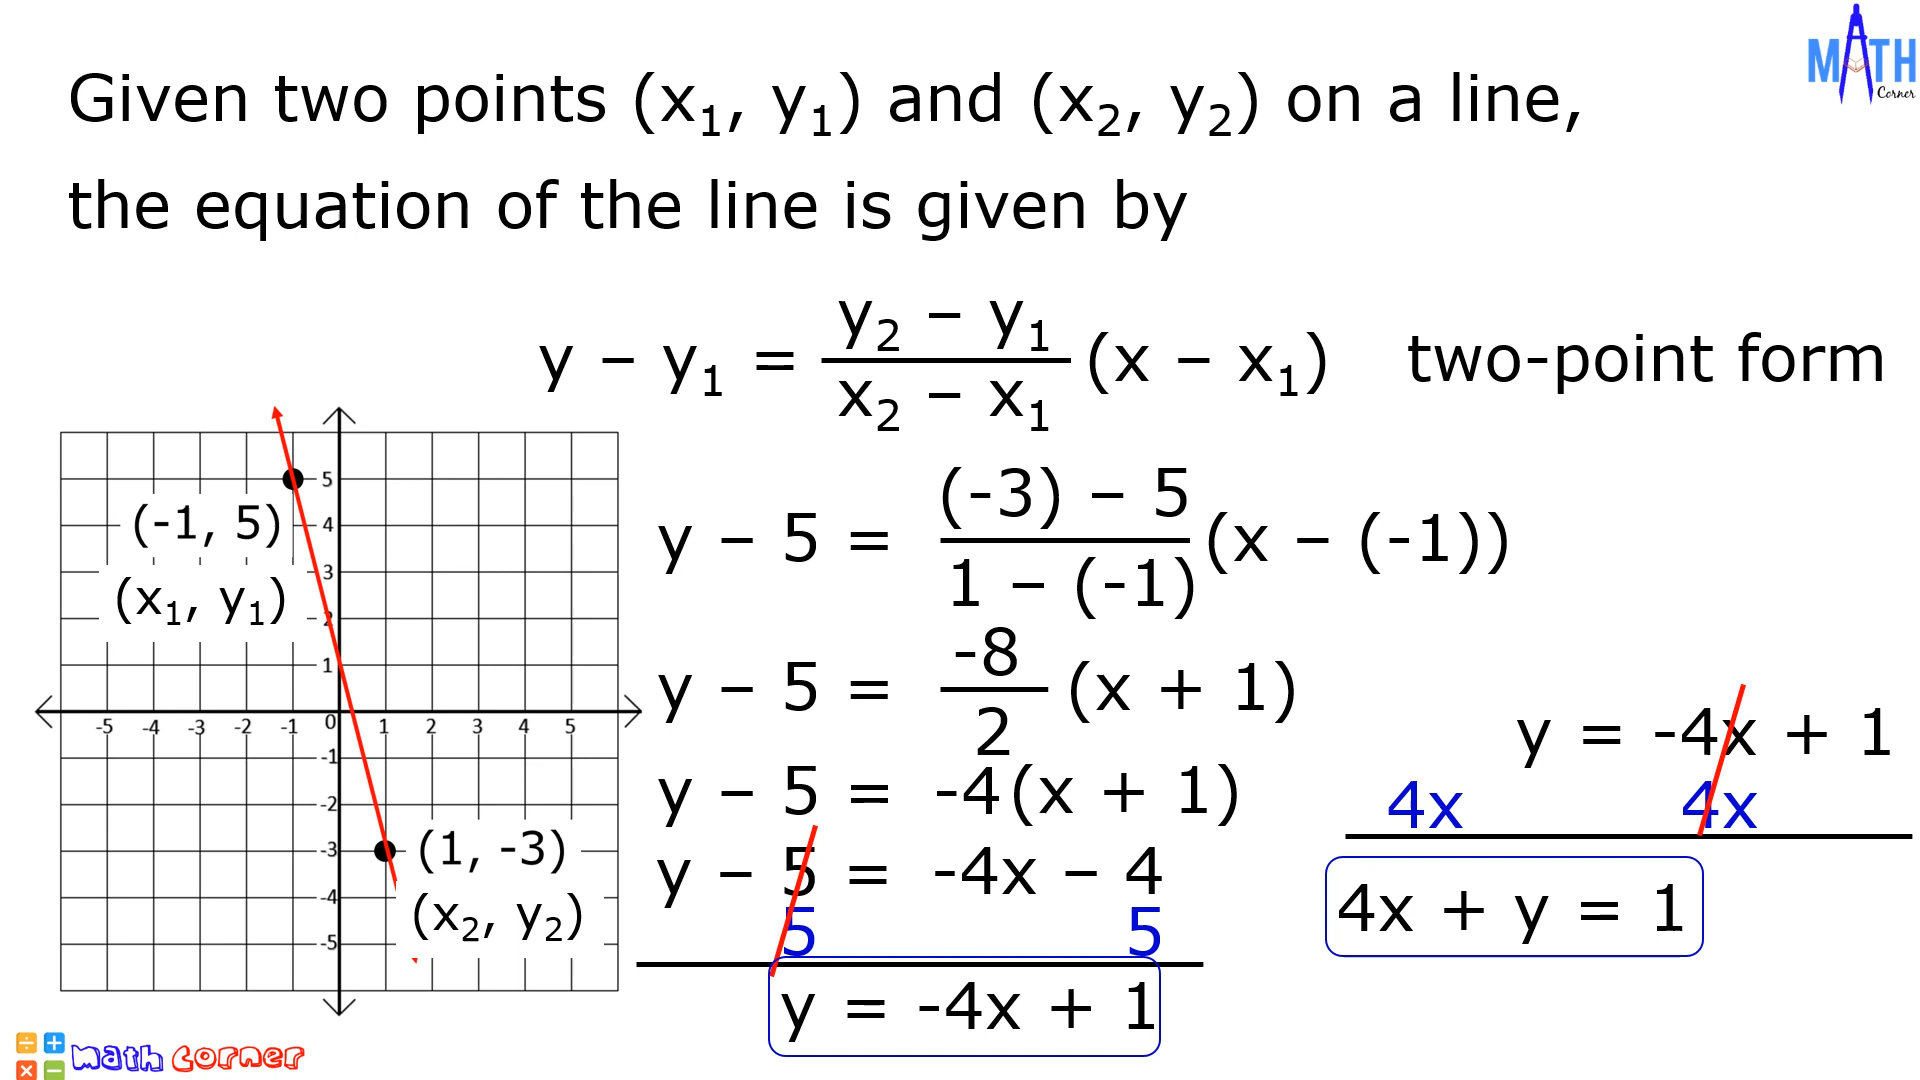 MATH
Corner
Given two points (x₁, y₁) and (x₂, y₂) on a line,
the equation of the line is given by
y – y₁ = (y₂ – y₁)/(x₂ – x₁) (x – x₁) two-point form
5
(-1, 5)
4
3
(x₁, y₁)
2
1
-5 -4 -3 -2 -1 0 1 2 3 4 5
-1
-2
-3
(1, -3)
-4
(x₂, y₂)
-5
y – 5 = ((-3) – 5)/(1 – (-1)) (x – (-1))
y – 5 = -8/2 (x + 1)
y – 5 = -4(x + 1)
y – 5 = -4x – 4
5 5
y = -4x + 1
y = -4x + 1
4x 4x
4x + y = 1
÷ +
× −
math corner